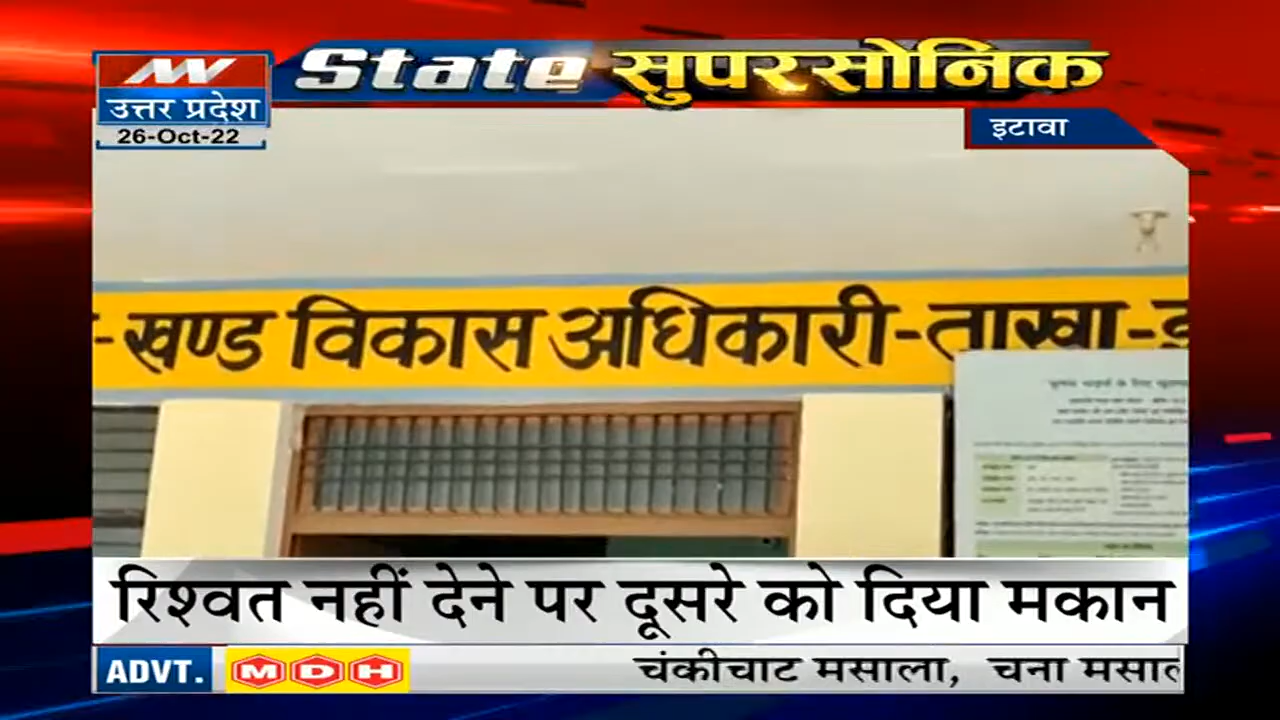 NV
State सुपरसोनिक
उत्तर प्रदेश
26-Oct-22
इटावा
- खण्ड विकास अधिकारी-ताखा-इ
रिश्वत नहीं देने पर दूसरे को दिया मकान
ADVT. MDH चंकीचाट मसाला, चना मसाल